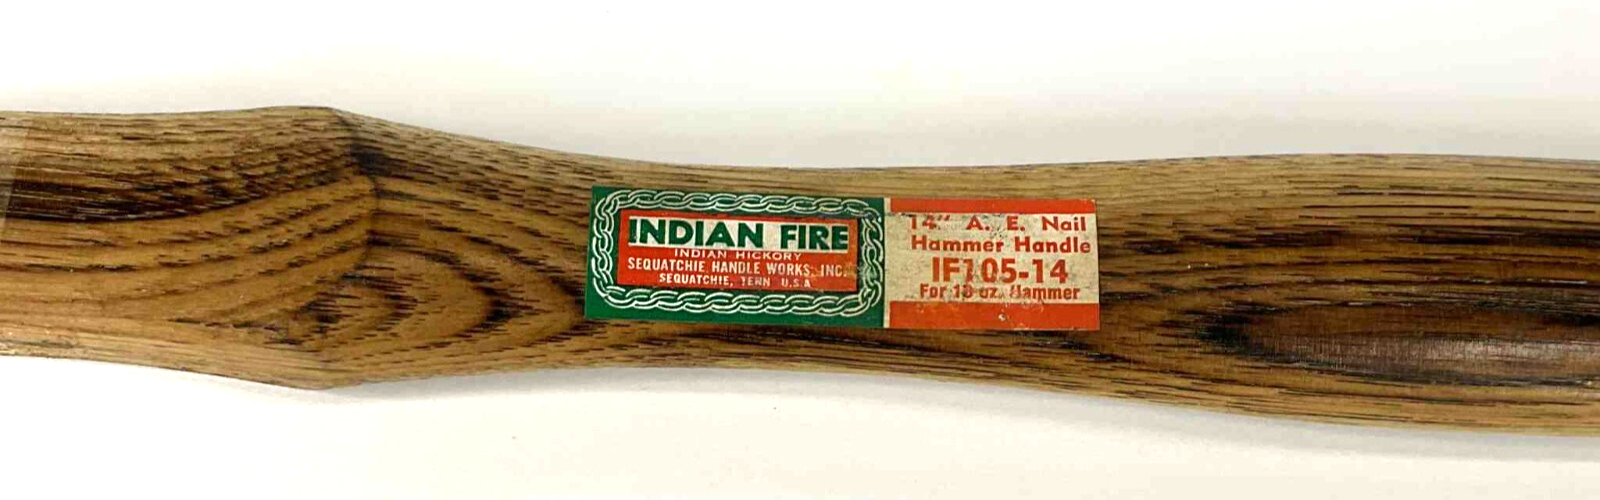 INDIAN FIRE
INDIAN HICKORY
SEQUATCHIE HANDLE WORKS, INC.
SEQUATCHIE, TENN U.S.A
14" A. E. Nail
Hammer Handle
IF105-14
For oz. Hammer